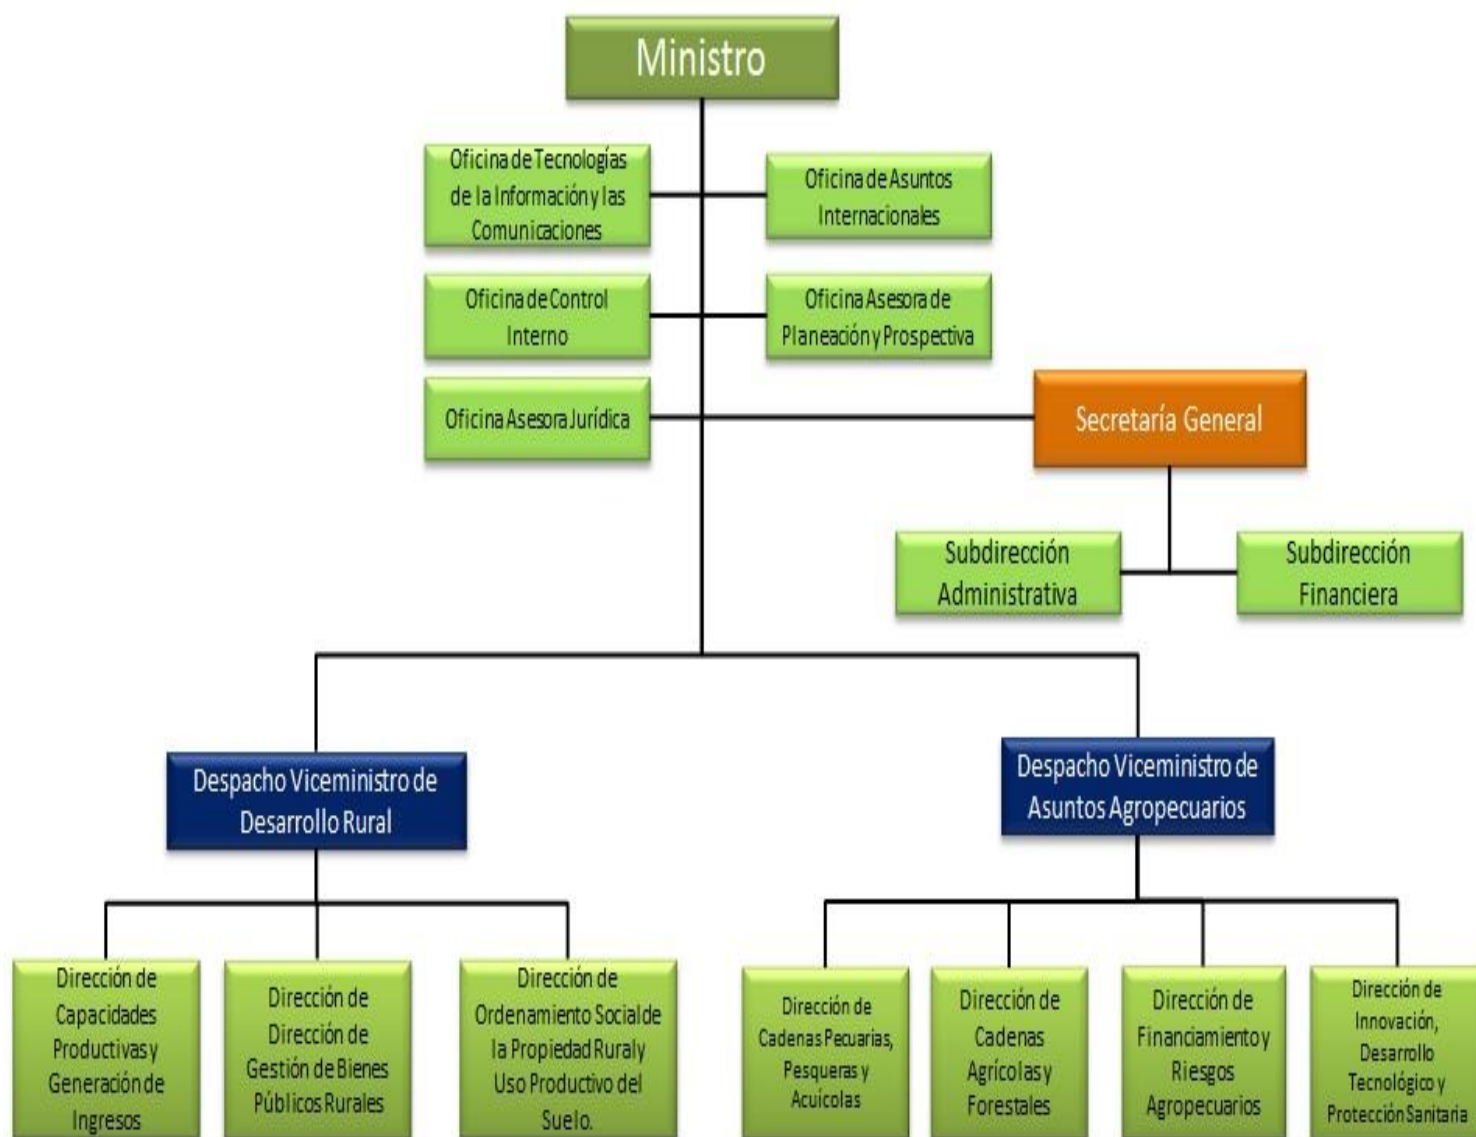 Ministro
Oficina de Tecnologías
de la Información y las
Comunicaciones
Oficina de Asuntos
Internacionales
Oficina de Control
Interno
Oficina Asesora de
Planeación y Prospectiva
Oficina Asesora Jurídica
Secretaría General
Subdirección
Administrativa
Subdirección
Financiera
Despacho Viceministro de
Desarrollo Rural
Despacho Viceministro de
Asuntos Agropecuarios
Dirección de
Capacidades
Productivas y
Generación de
Ingresos
Dirección de
Dirección de
Gestión de Bienes
Públicos Rurales
Dirección de
Ordenamiento Social de
la Propiedad Rural y
Uso Productivo del
Suelo.
Dirección de
Cadenas Pecuarias,
Pesqueras y
Acuícolas
Dirección de
Cadenas
Agrícolas y
Forestales
Dirección de
Financiamiento y
Riesgos
Agropecuarios
Dirección de
Innovación,
Desarrollo
Tecnológico y
Protección Sanitaria